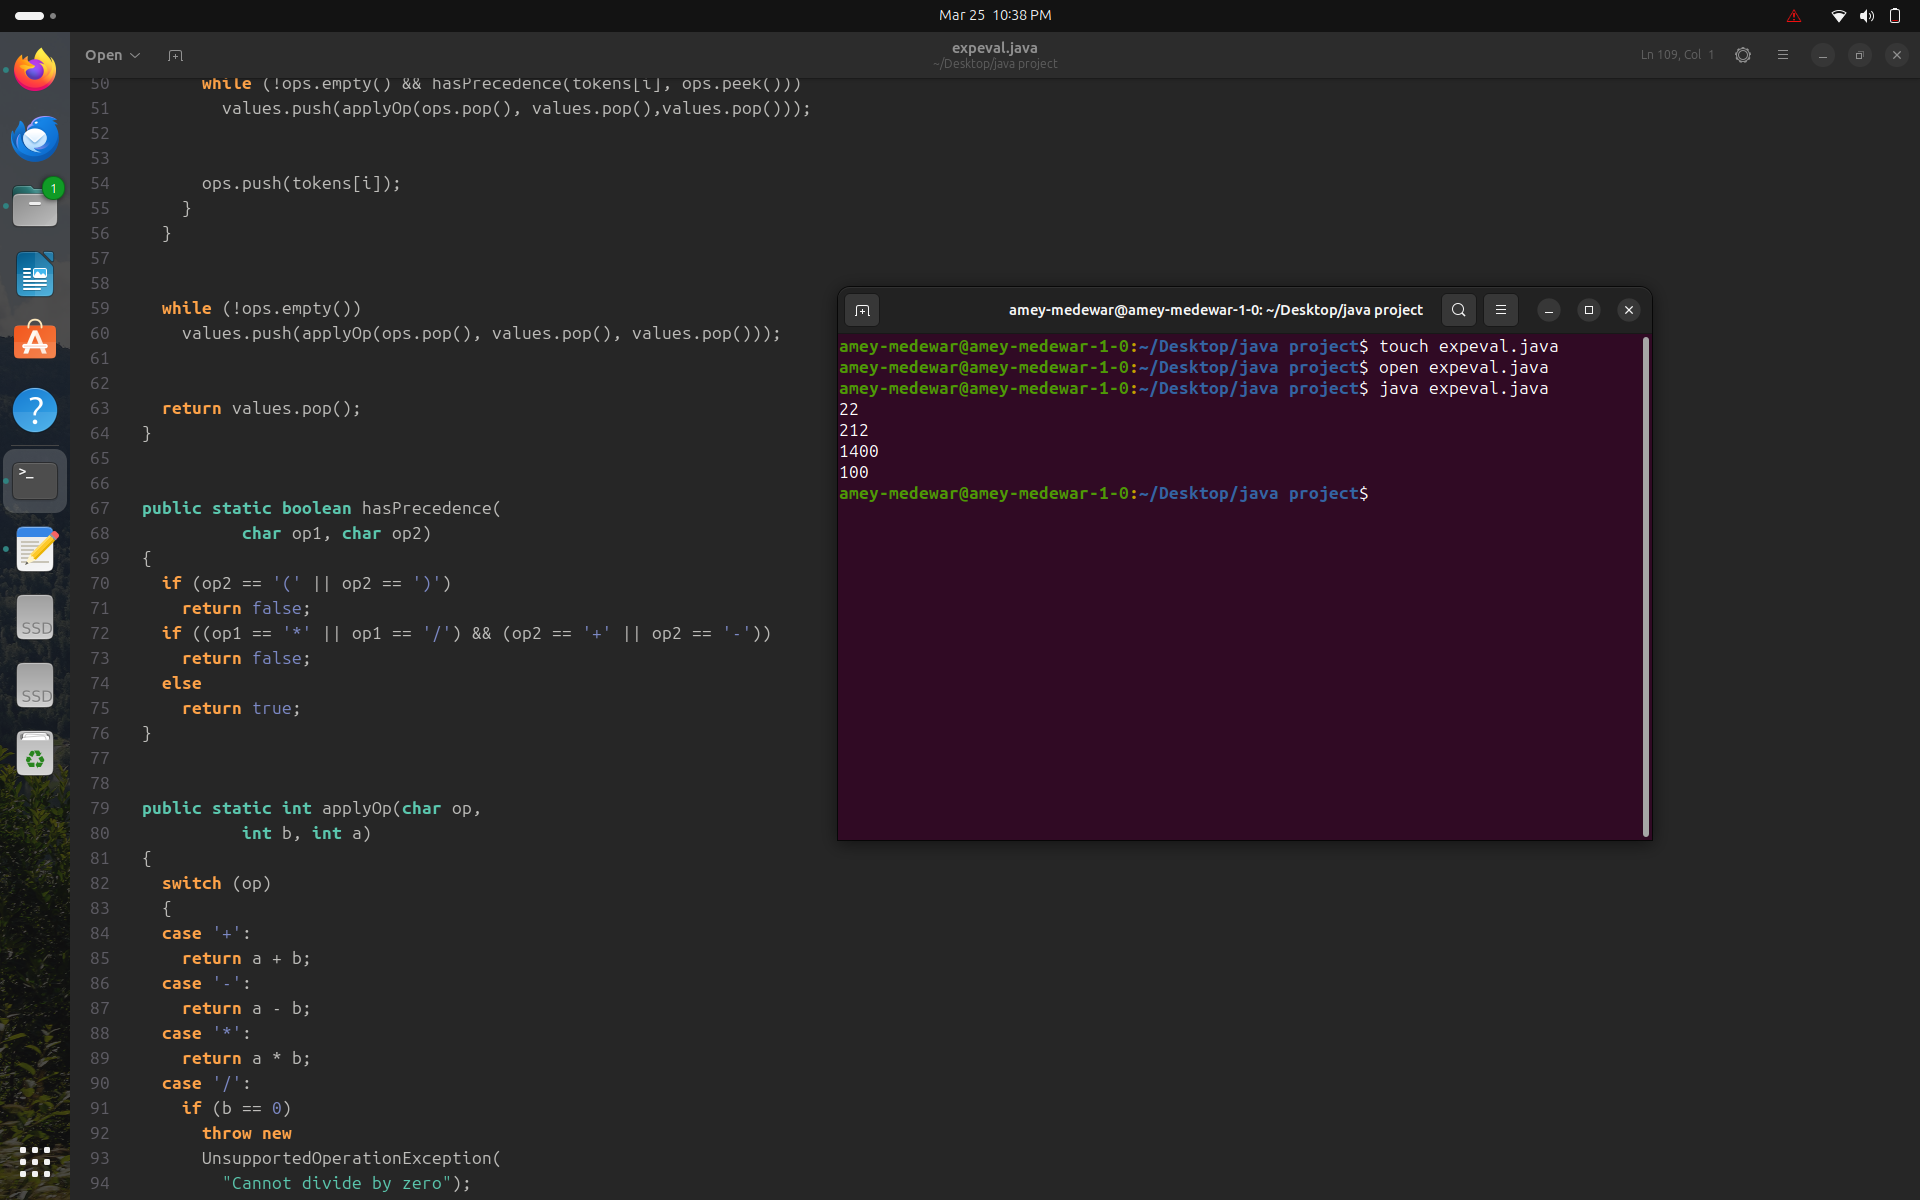 Mar 25 10:38 PM
Open
expeval.java
~/Desktop/java project
Ln 109, Col 1
50 while (!ops.empty() && hasPrecedence(tokens[i], ops.peek()))
51 values.push(applyOp(ops.pop(), values.pop(),values.pop()));
52
53
54 ops.push(tokens[i]);
55 }
56 }
57
58
59 while (!ops.empty())
60 values.push(applyOp(ops.pop(), values.pop(), values.pop()));
61
62
63 return values.pop();
64 }
65
66
67 public static boolean hasPrecedence(
68 char op1, char op2)
69 {
70 if (op2 == '(' || op2 == ')')
71 return false;
72 if ((op1 == '*' || op1 == '/') && (op2 == '+' || op2 == '-'))
73 return false;
74 else
75 return true;
76 }
77
78
79 public static int applyOp(char op,
80 int b, int a)
81 {
82 switch (op)
83 {
84 case '+':
85 return a + b;
86 case '-':
87 return a - b;
88 case '*':
89 return a * b;
90 case '/':
91 if (b == 0)
92 throw new
93 UnsupportedOperationException(
94 "Cannot divide by zero");
amey-medewar@amey-medewar-1-0: ~/Desktop/java project
amey-medewar@amey-medewar-1-0:~/Desktop/java project$ touch expeval.java
amey-medewar@amey-medewar-1-0:~/Desktop/java project$ open expeval.java
amey-medewar@amey-medewar-1-0:~/Desktop/java project$ java expeval.java
22
212
1400
100
amey-medewar@amey-medewar-1-0:~/Desktop/java project$
1
?
>_
SSD
SSD